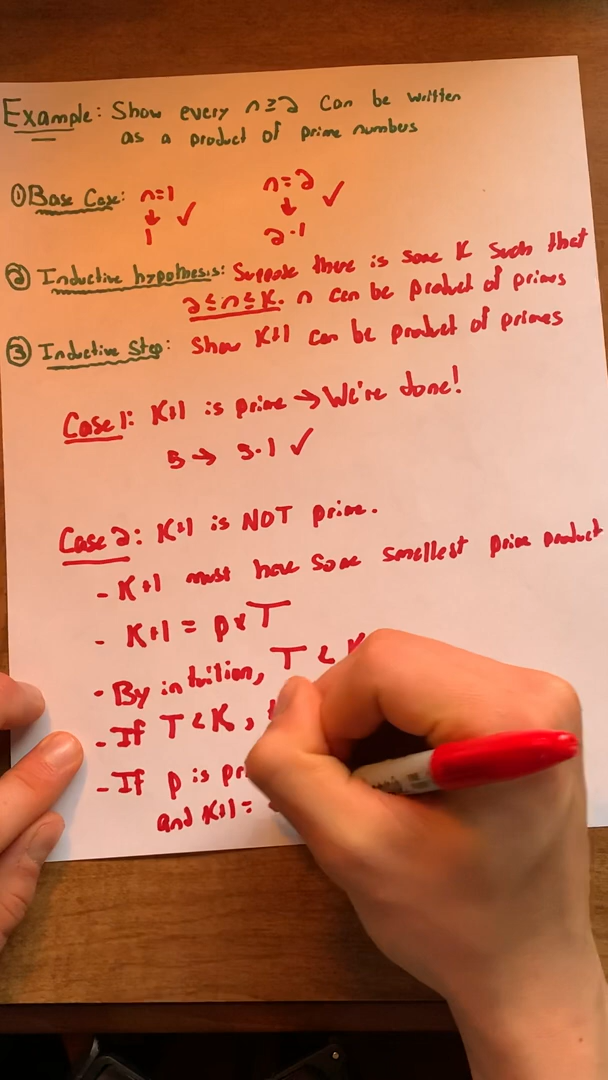 Example: Show every n≥2 can be written
as a product of prime numbers
① Base Case: n=1 ✓ n=2 ✓
↓ ↓
1 2·1
② Inductive hypothesis: Suppose there is some K such that
2≤n≤K. n can be product of primes
③ Inductive Step: Show K+1 can be product of primes
Case 1: K+1 is prime → We're done!
3 → 3·1 ✓
Case 2: K+1 is NOT prime.
- K+1 must have some smallest prime product
- K+1 = p x T
- By intuition, T <
- If T<K,
- If p is
and K+1 =